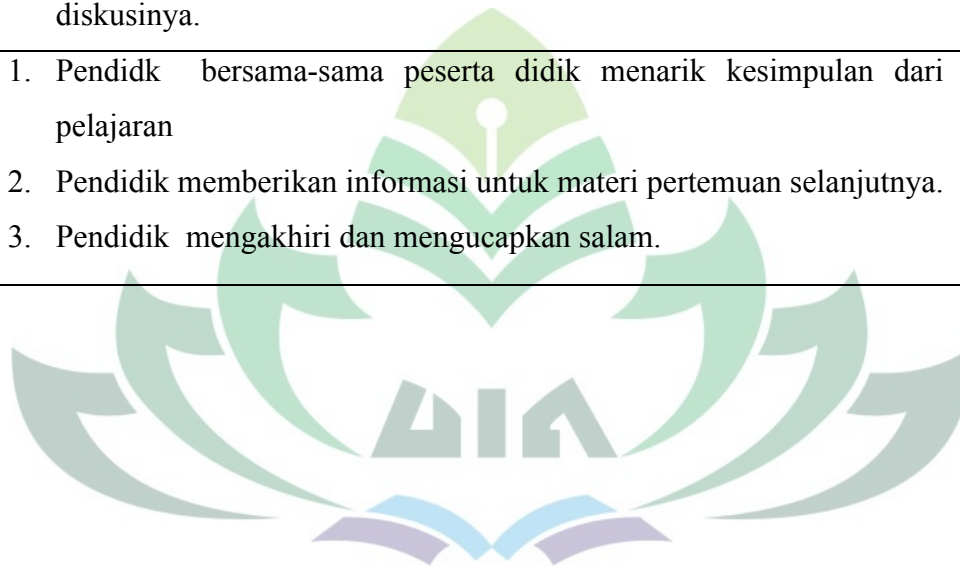 diskusinya.
1. Pendidk bersama-sama peserta didik menarik kesimpulan dari
pelajaran
2. Pendidik memberikan informasi untuk materi pertemuan selanjutnya.
3. Pendidik mengakhiri dan mengucapkan salam.
UIN